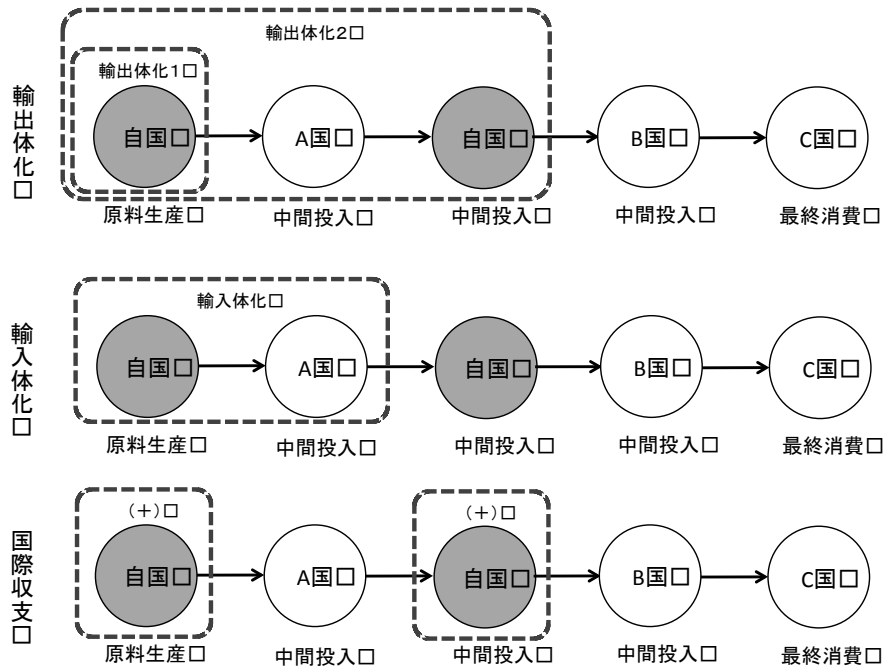 輸出体化2□
輸出体化1□
輸出体化□
自国□
A国□
自国□
B国□
C国□
原料生産□
中間投入□
中間投入□
中間投入□
最終消費□
輸入体化□
輸入体化□
自国□
A国□
自国□
B国□
C国□
原料生産□
中間投入□
中間投入□
中間投入□
最終消費□
(+)□
(+)□
国際収支□
自国□
A国□
自国□
B国□
C国□
原料生産□
中間投入□
中間投入□
中間投入□
最終消費□